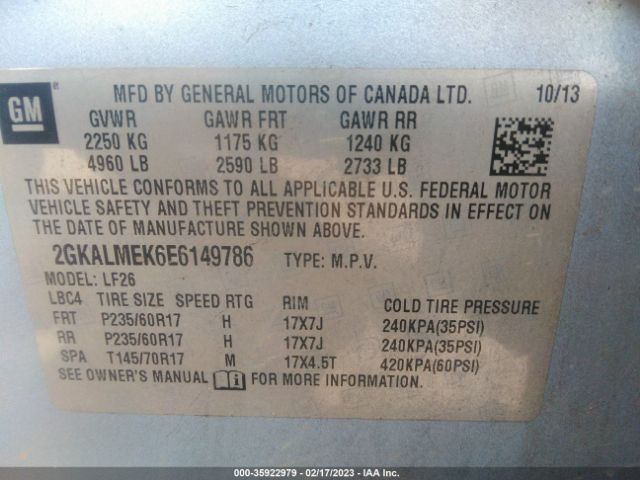 GM
MFD BY GENERAL MOTORS OF CANADA LTD. 10/13
GVWR GAWR FRT GAWR RR
2250 KG 1175 KG 1240 KG
4960 LB 2590 LB 2733 LB
THIS VEHICLE CONFORMS TO ALL APPLICABLE U.S. FEDERAL MOTOR
VEHICLE SAFETY AND THEFT PREVENTION STANDARDS IN EFFECT ON
THE DATE OF MANUFACTURE SHOWN ABOVE.
2GKALMEK6E6149786 TYPE: M.P.V.
MODEL: LF26
LBC4 TIRE SIZE SPEED RTG RIM COLD TIRE PRESSURE
FRT P235/60R17 H 17X7J 240KPA(35PSI)
RR P235/60R17 H 17X7J 240KPA(35PSI)
SPA T145/70R17 M 17X4.5T 420KPA(60PSI)
SEE OWNER'S MANUAL FOR MORE INFORMATION.
000-35922979 - 02/17/2023 - IAA Inc.